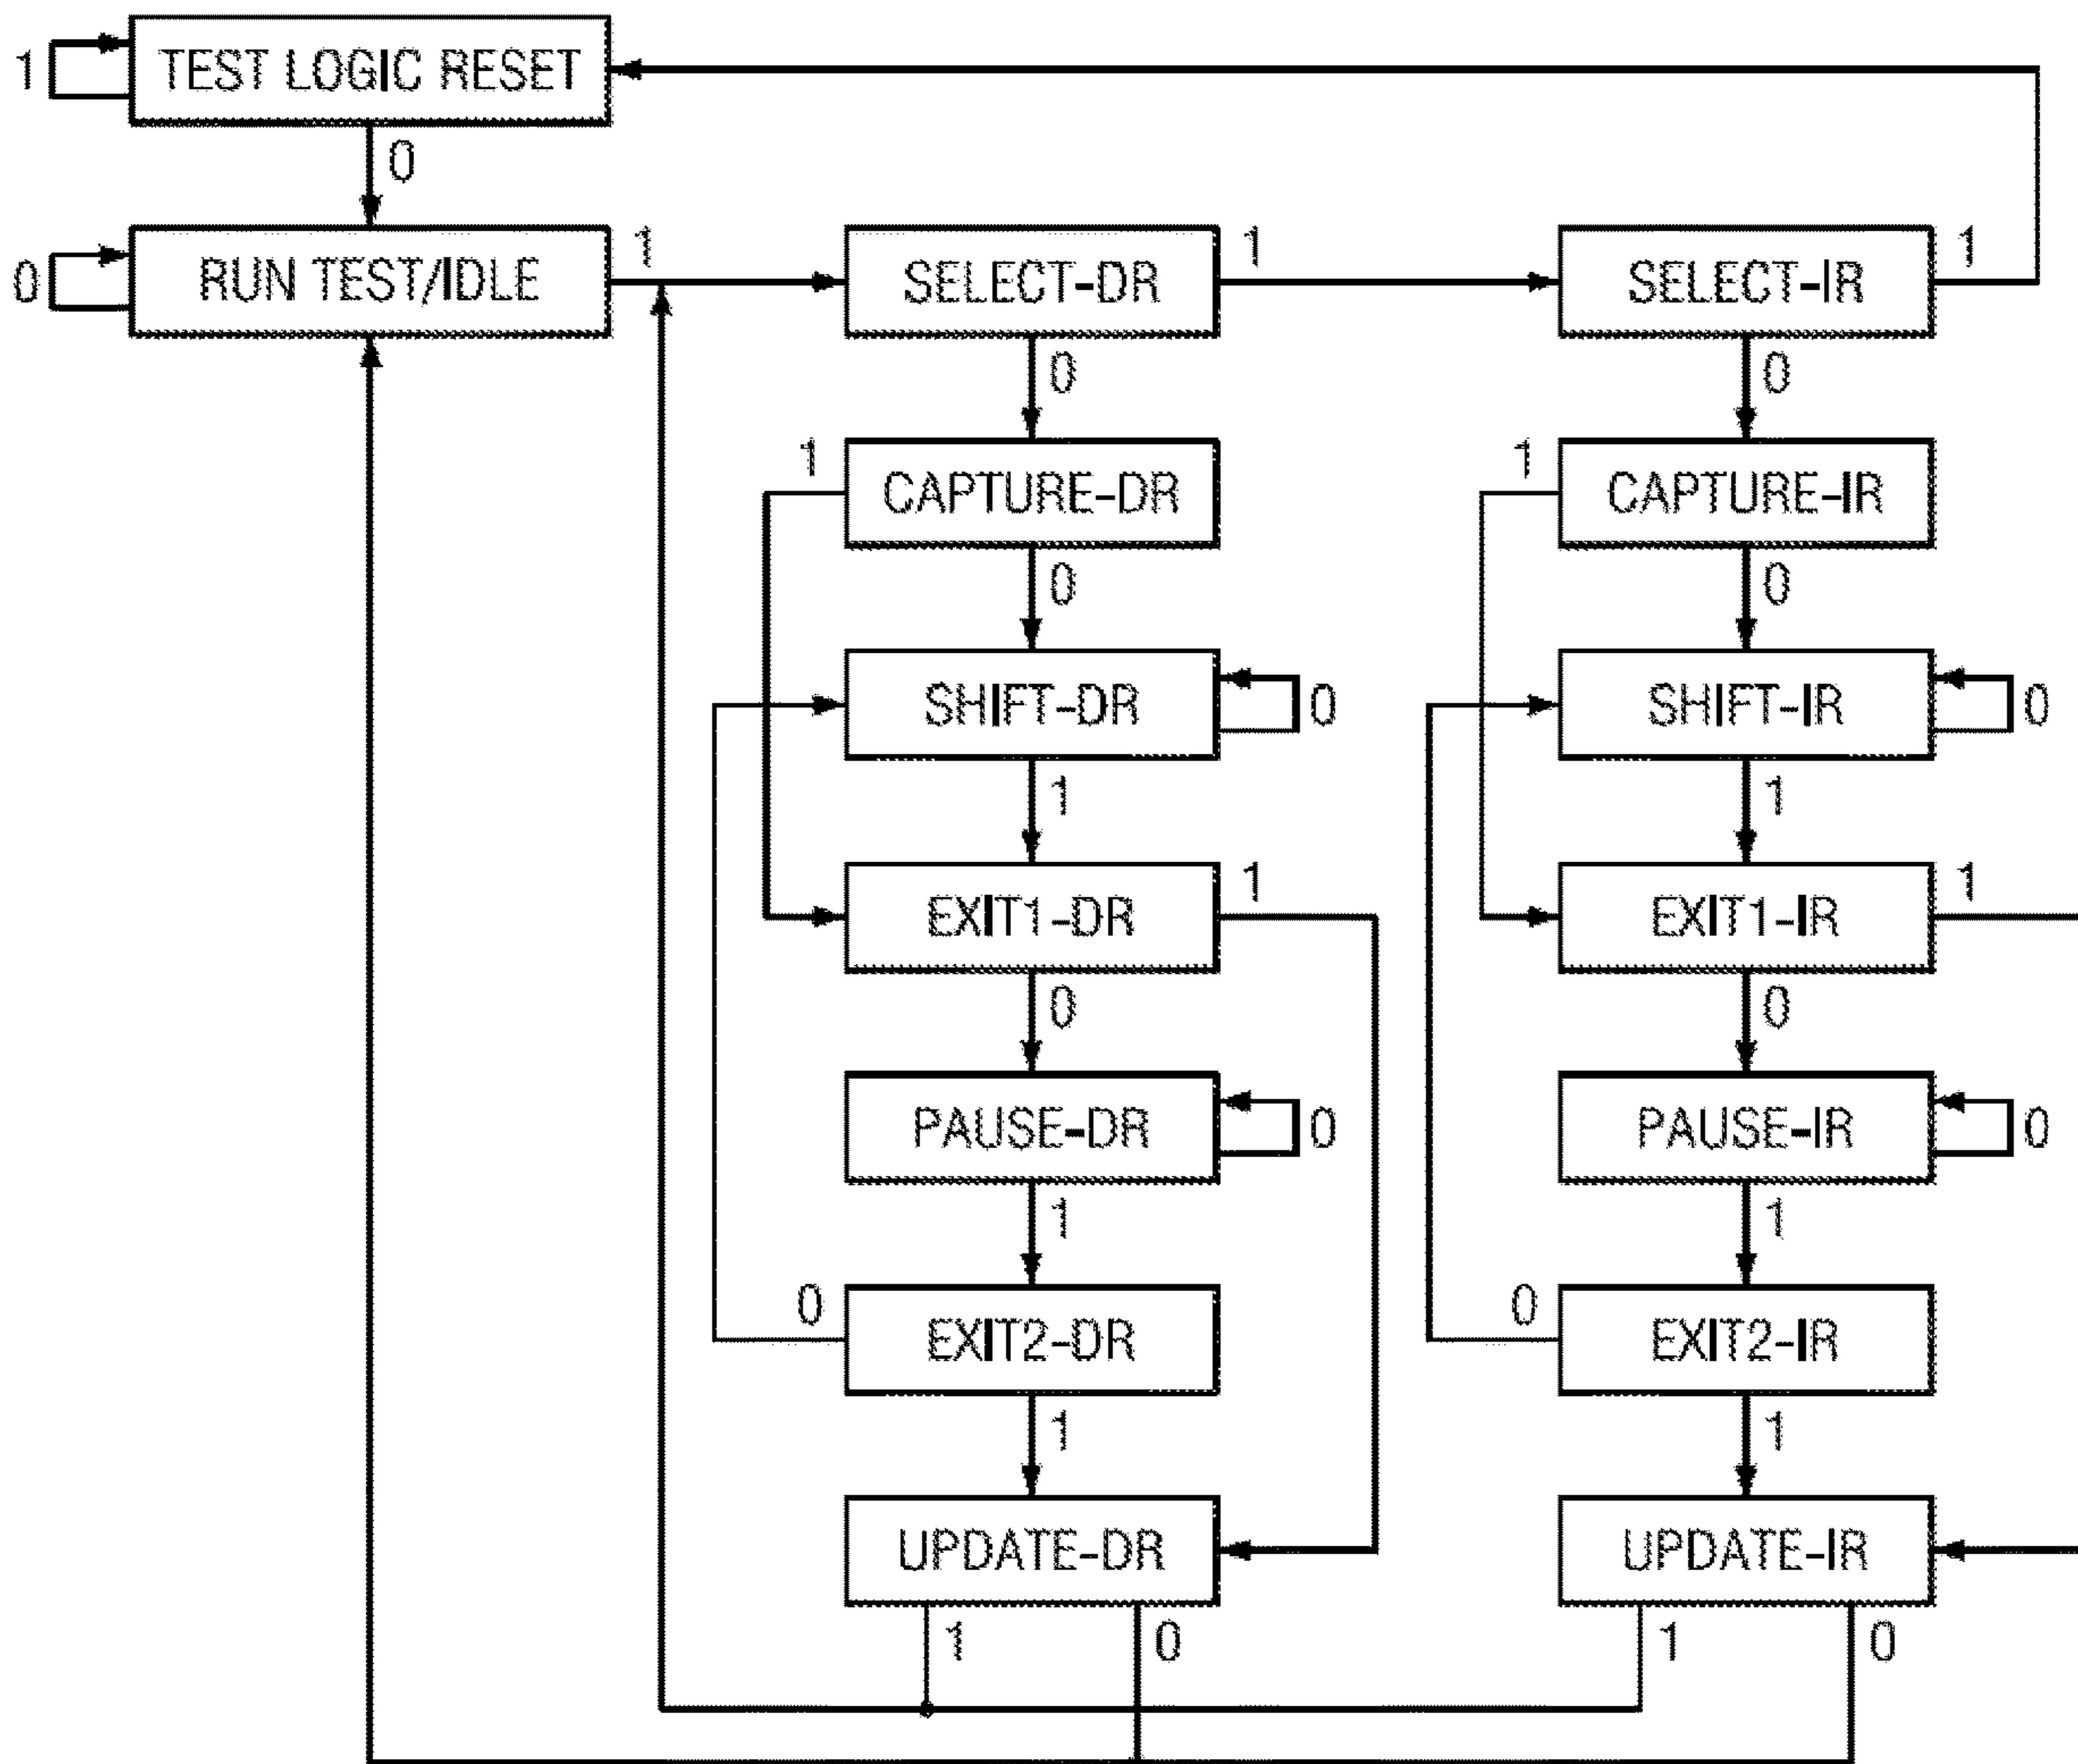 1
TEST LOGIC RESET
0
0
RUN TEST/IDLE
1
SELECT-DR
1
SELECT-IR
1
0
0
1
CAPTURE-DR
1
CAPTURE-IR
0
0
SHIFT-DR
0
SHIFT-IR
0
1
1
EXIT1-DR
1
EXIT1-IR
1
0
0
PAUSE-DR
0
PAUSE-IR
0
1
1
0
EXIT2-DR
0
EXIT2-IR
1
1
UPDATE-DR
UPDATE-IR
1
0
1
0